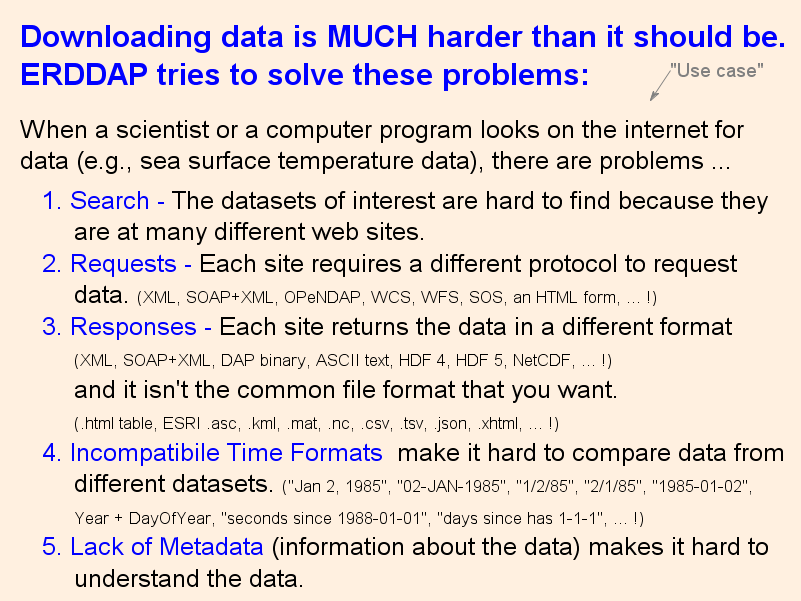 Downloading data is MUCH harder than it should be.
ERDDAP tries to solve these problems:
"Use case"
When a scientist or a computer program looks on the internet for
data (e.g., sea surface temperature data), there are problems ...
1. Search - The datasets of interest are hard to find because they
are at many different web sites.
2. Requests - Each site requires a different protocol to request
data. (XML, SOAP+XML, OPeNDAP, WCS, WFS, SOS, an HTML form, ... !)
3. Responses - Each site returns the data in a different format
(XML, SOAP+XML, DAP binary, ASCII text, HDF 4, HDF 5, NetCDF, ... !)
and it isn't the common file format that you want.
(.html table, ESRI .asc, .kml, .mat, .nc, .csv, .tsv, .json, .xhtml, ... !)
4. Incompatibile Time Formats  make it hard to compare data from
different datasets. ("Jan 2, 1985", "02-JAN-1985", "1/2/85", "2/1/85", "1985-01-02",
Year + DayOfYear, "seconds since 1988-01-01", "days since has 1-1-1", ... !)
5. Lack of Metadata (information about the data) makes it hard to
understand the data.